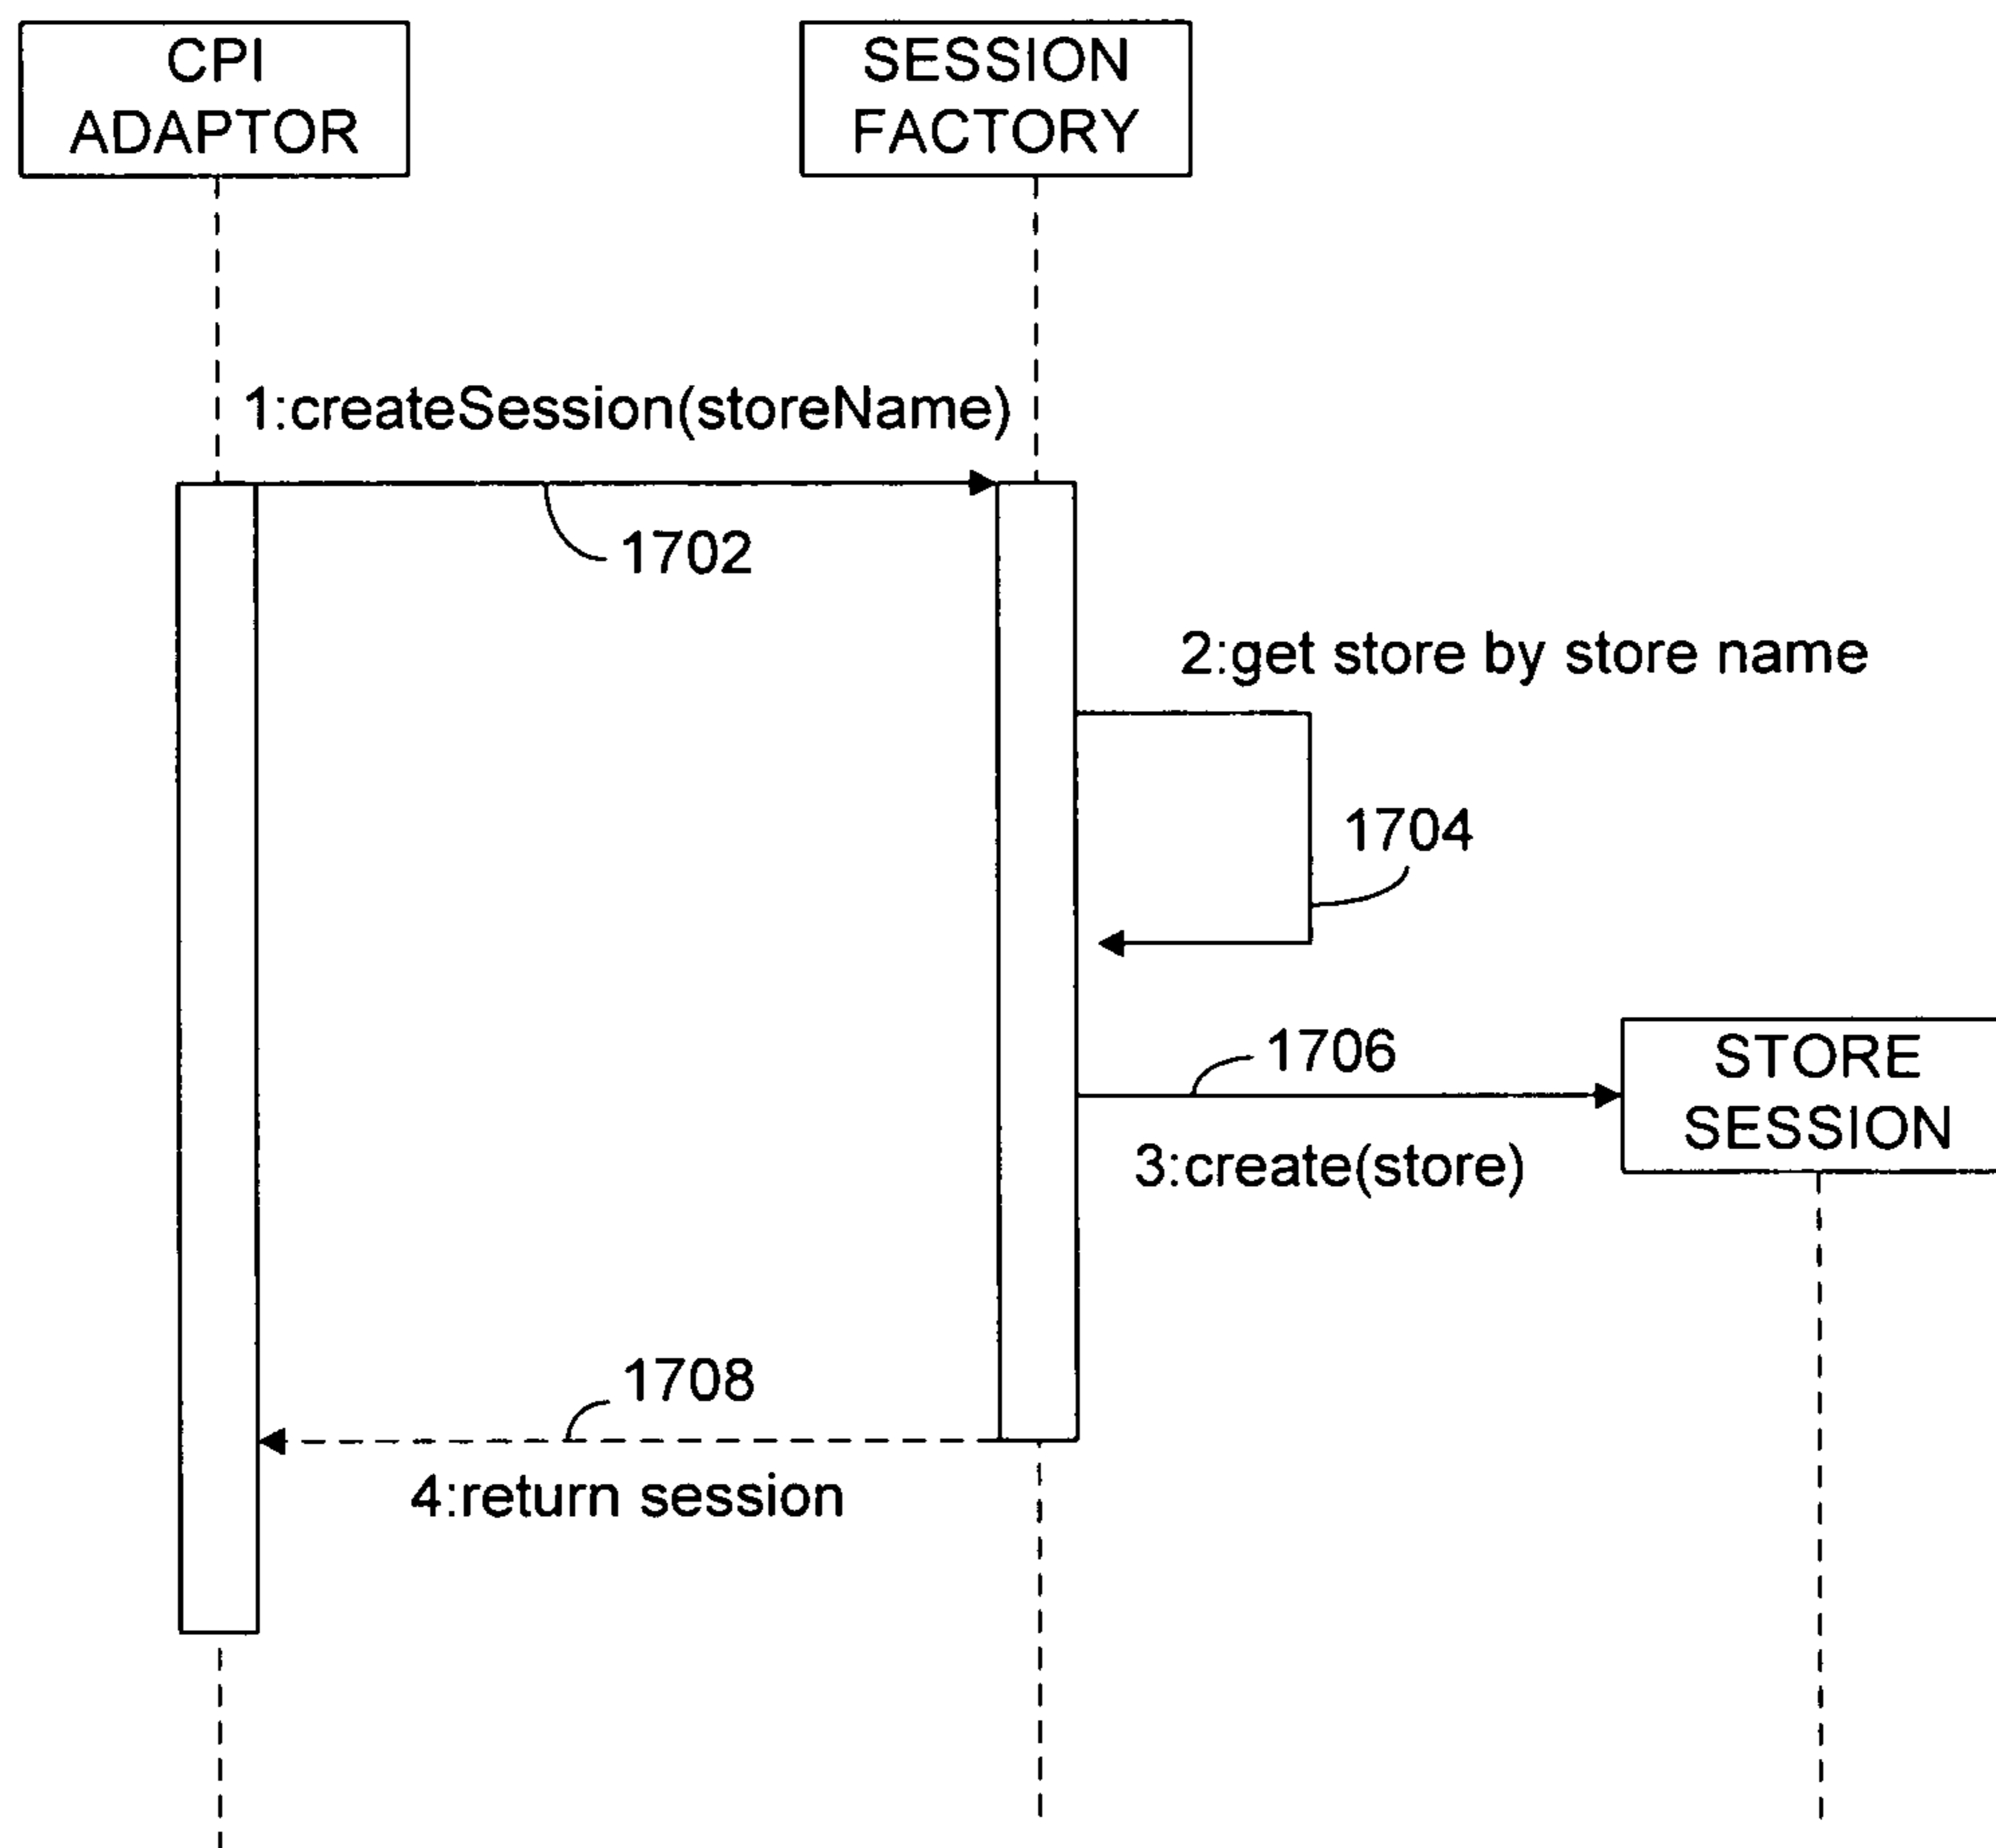 CPI
ADAPTOR
SESSION
FACTORY
1:createSession(storeName)
1702
2:get store by store name
1704
1706
STORE
SESSION
3:create(store)
1708
4:return session